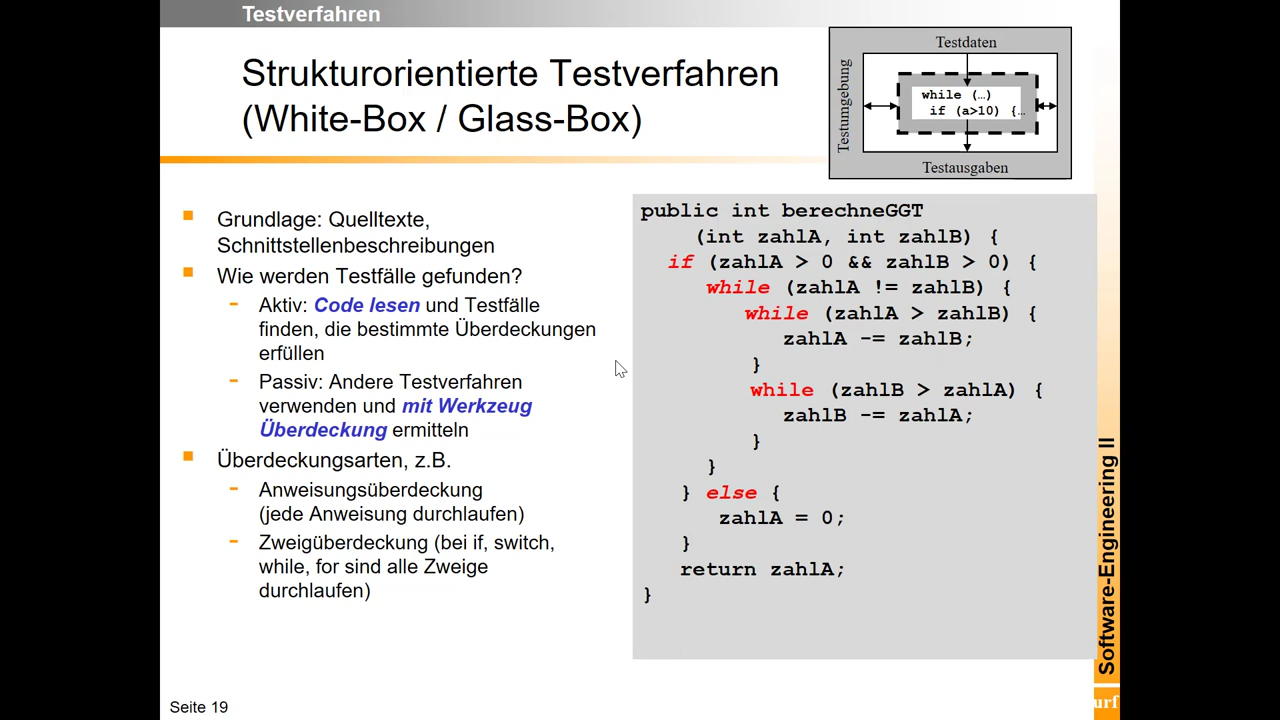 Testverfahren
Strukturorientierte Testverfahren
(White-Box / Glass-Box)
Testdaten
Testumgebung
while (…)
if (a>10) {…
Testausgaben
Grundlage: Quelltexte,
Schnittstellenbeschreibungen
Wie werden Testfälle gefunden?
- Aktiv: Code lesen und Testfälle
finden, die bestimmte Überdeckungen
erfüllen
- Passiv: Andere Testverfahren
verwenden und mit Werkzeug
Überdeckung ermitteln
Überdeckungsarten, z.B.
- Anweisungsüberdeckung
(jede Anweisung durchlaufen)
- Zweigüberdeckung (bei if, switch,
while, for sind alle Zweige
durchlaufen)
public int berechneGGT
(int zahlA, int zahlB) {
if (zahlA > 0 && zahlB > 0) {
while (zahlA != zahlB) {
while (zahlA > zahlB) {
zahlA -= zahlB;
}
while (zahlB > zahlA) {
zahlB -= zahlA;
}
}
} else {
zahlA = 0;
}
return zahlA;
}
Software-Engineering II
urf
Seite 19